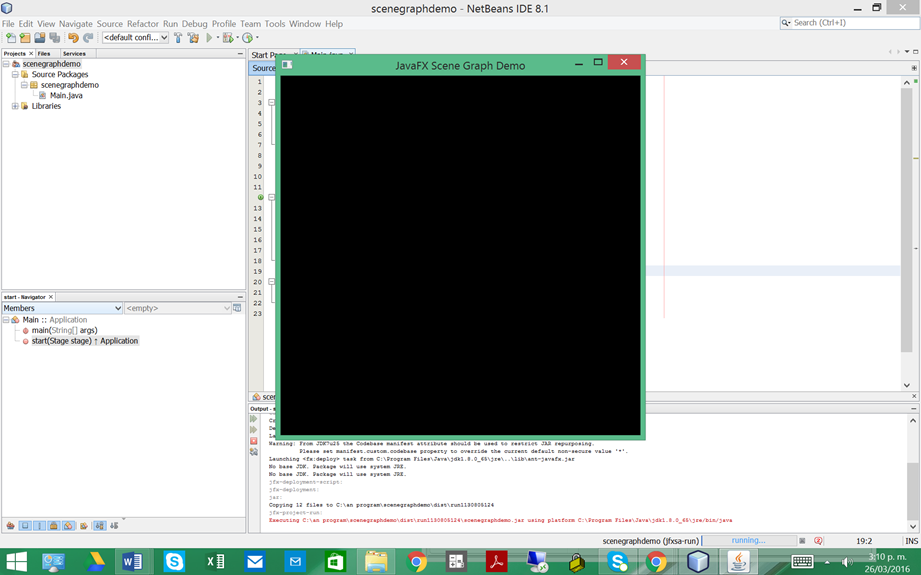 scenegraphdemo - NetBeans IDE 8.1
File Edit View Navigate Source Refactor Run Debug Profile Team Tools Window Help
Search (Ctrl+I)
<default confi...
Projects Files Services
scenegraphdemo
Source Packages
scenegraphdemo
Main.java
Libraries
Start Page
Main.java
Source
JavaFX Scene Graph Demo
1
2
3
4
5
6
7
8
9
10
11
13
14
15
16
17
18
19
20
21
22
23
start - Navigator
Members
<empty>
Main :: Application
main(String[] args)
start(Stage stage) ↑ Application
Output -
Warning: From JDK7u25 the Codebase manifest attribute should be used to restrict JAR repurposing.
Please set manifest.custom.codebase property to override the current default non-secure value '*'.
Launching <fx:deploy> task from C:\Program Files\Java\jdk1.8.0_65\jre\..\lib\ant-javafx.jar
No base JDK. Package will use system JRE.
No base JDK. Package will use system JRE.
jfx-deployment-script:
jfx-deployment:
jar:
Copying 12 files to C:\an program\scenegraphdemo\dist\run1130805124
jfx-project-run:
Executing C:\an program\scenegraphdemo\dist\run1130805124\scenegraphdemo.jar using platform C:\Program Files\Java\jdk1.8.0_65\jre/bin/java
scenegraphdemo (jfxsa-run)
running...
19:2
INS
3:10 p. m.
26/03/2016